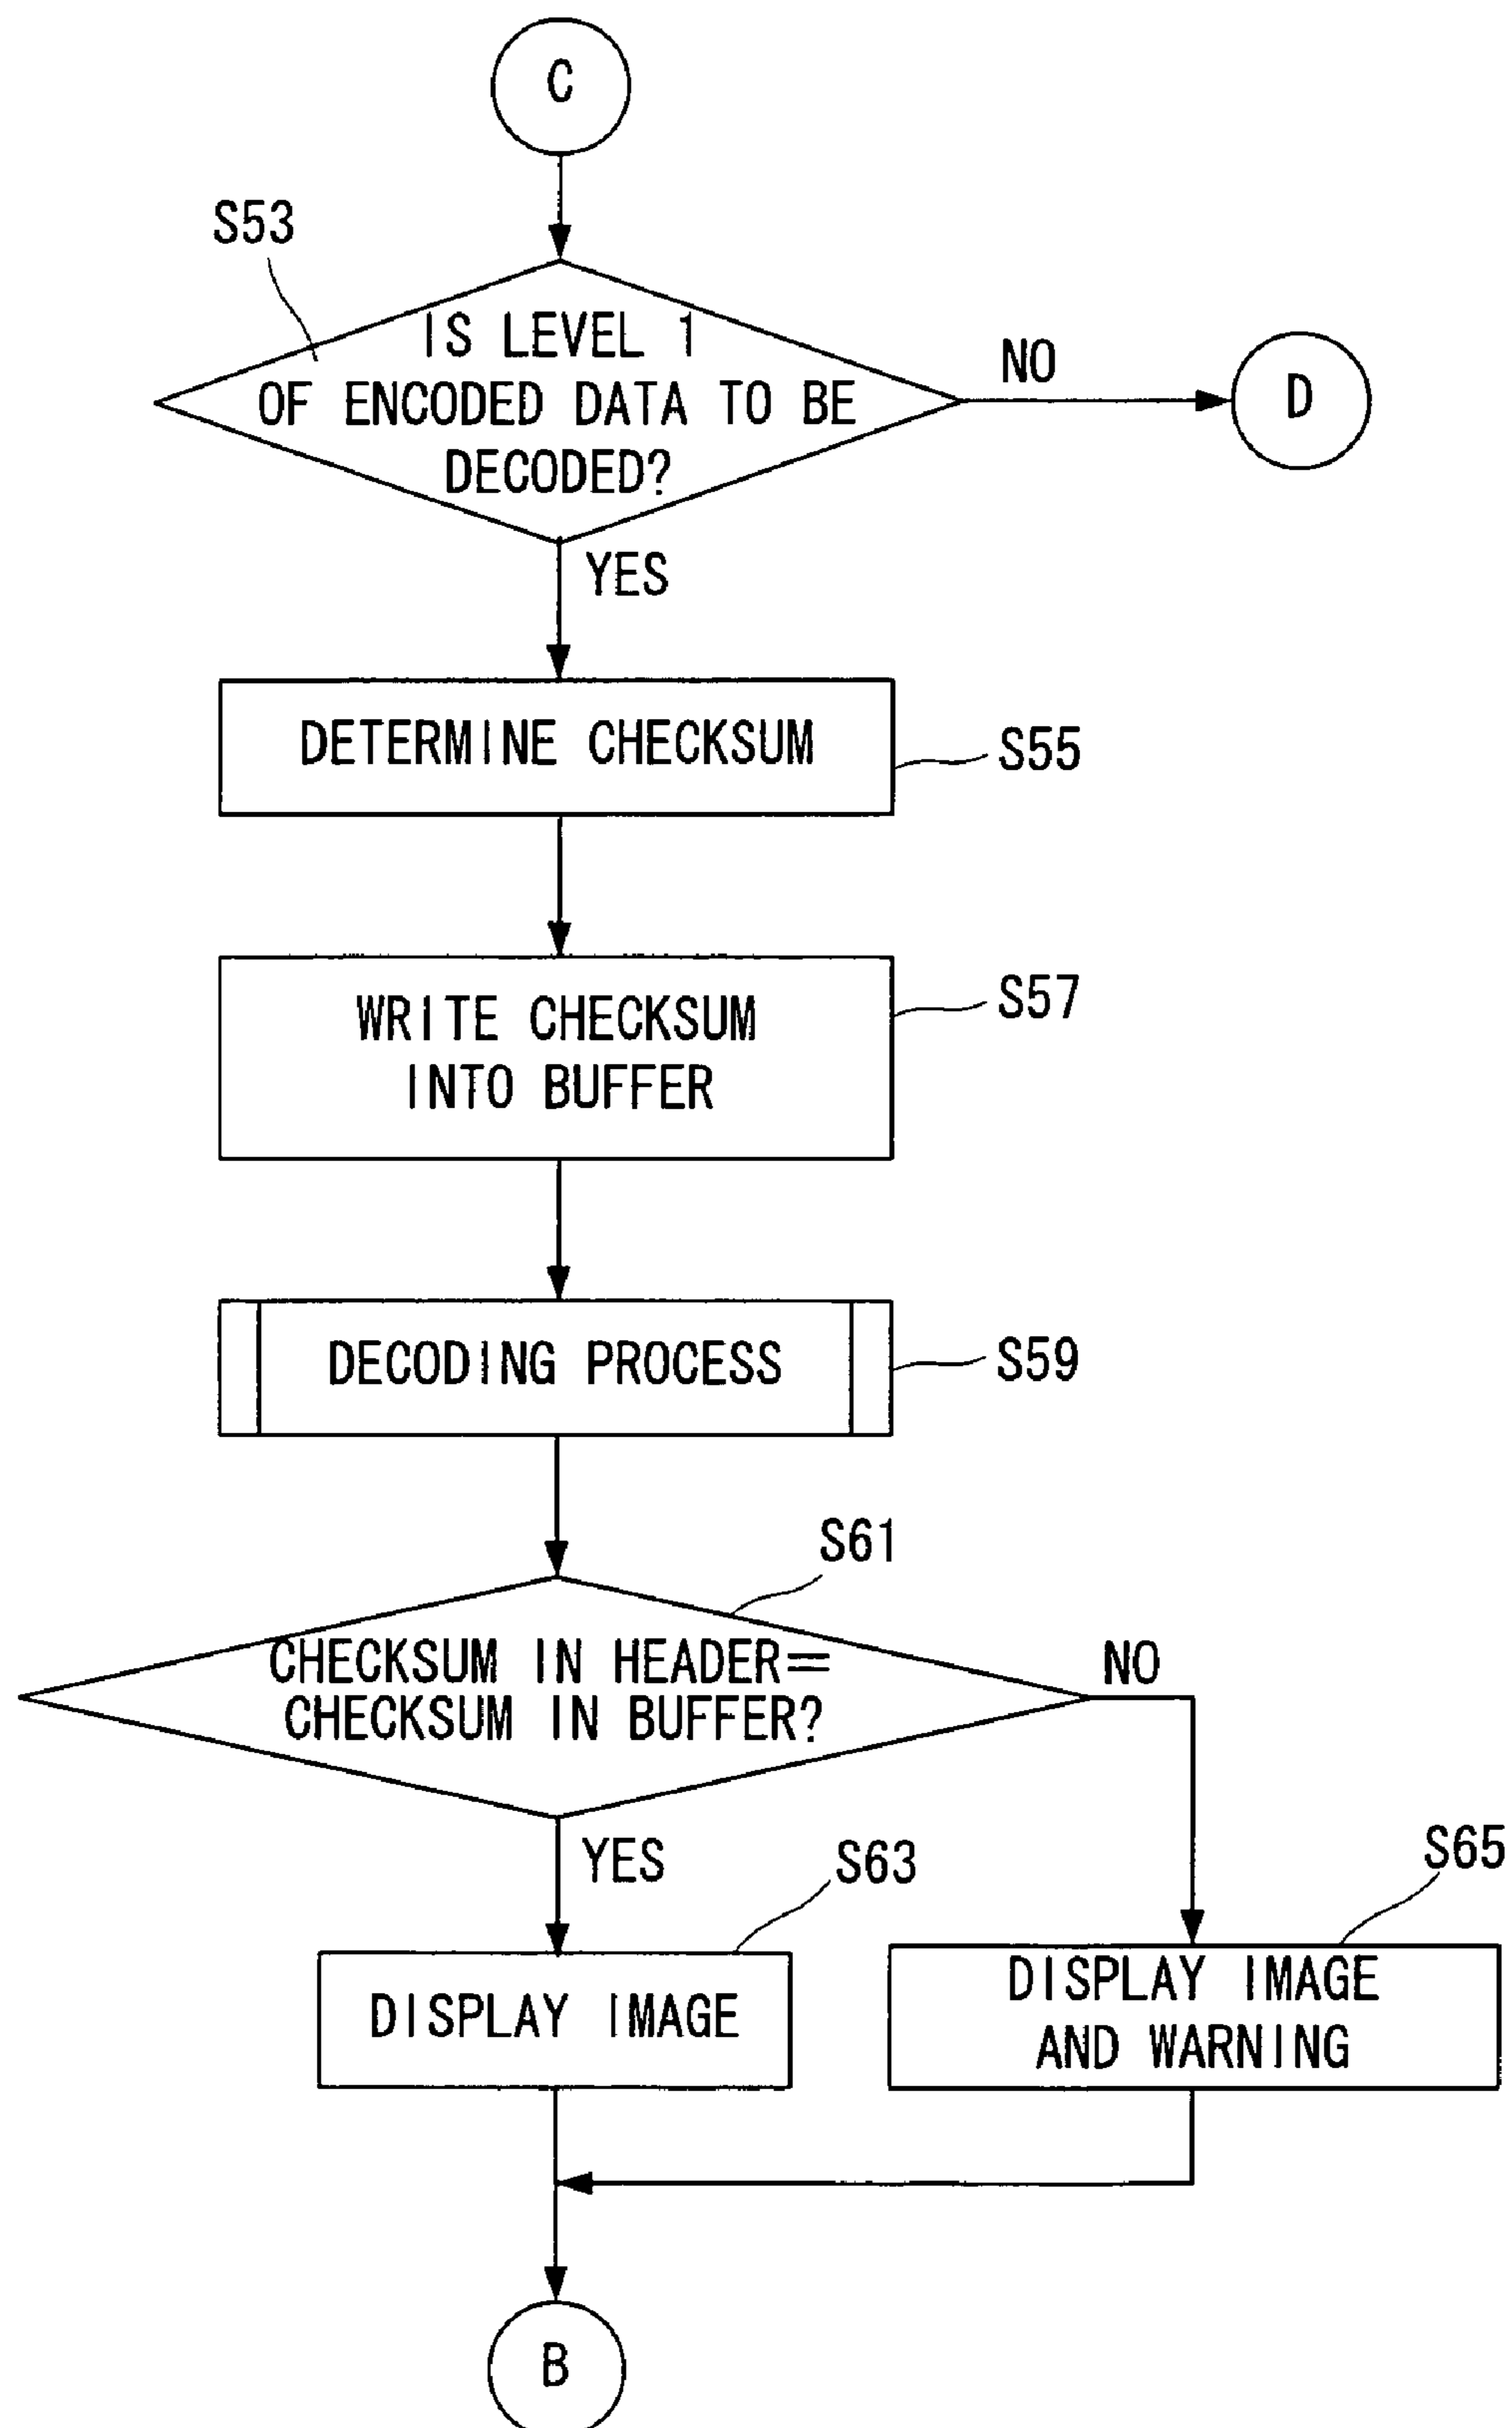 C
S53
IS LEVEL 1
OF ENCODED DATA TO BE
DECODED?
NO
D
YES
DETERMINE CHECKSUM
S55
WRITE CHECKSUM
INTO BUFFER
S57
DECODING PROCESS
S59
S61
CHECKSUM IN HEADER=
CHECKSUM IN BUFFER?
NO
YES
S63
S65
DISPLAY IMAGE
DISPLAY IMAGE
AND WARNING
B